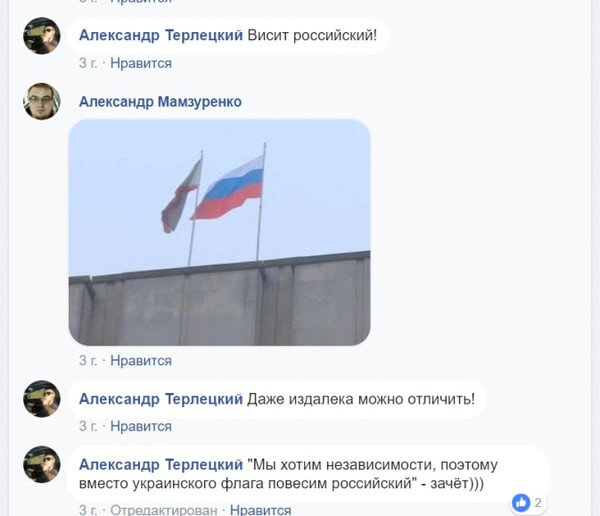 Александр Терлецкий Висит российский!
3 г. · Нравится
Александр Мамзуренко
3 г. · Нравится
Александр Терлецкий Даже издалека можно отличить!
3 г. · Нравится
Александр Терлецкий "Мы хотим независимости, поэтому
вместо украинского флага повесим российский" - зачёт)))
2
3 г. · Отредактирован · Нравится